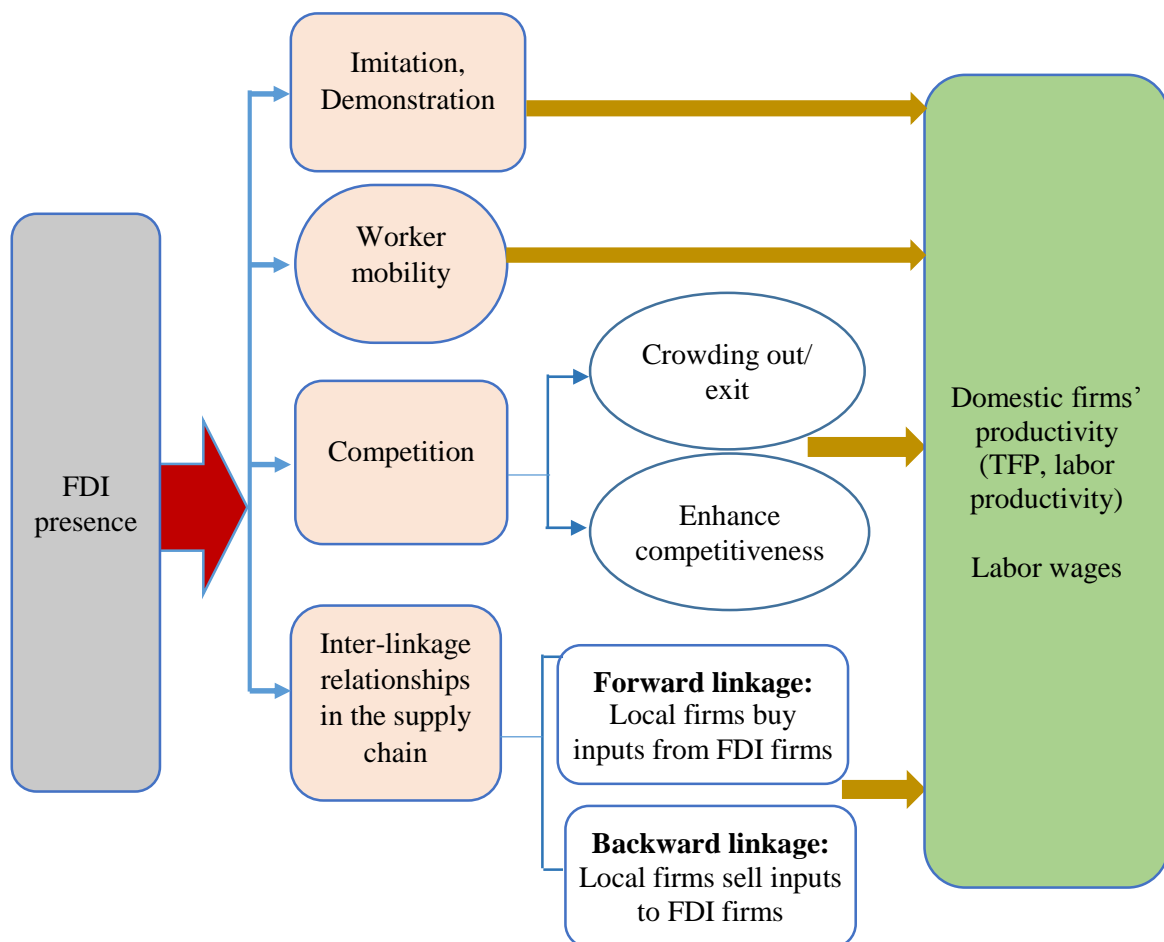 FDI
presence
Imitation,
Demonstration
Worker
mobility
Competition
Inter-linkage
relationships
in the supply
chain
Crowding out/
exit
Enhance
competitiveness
Forward linkage:
Local firms buy
inputs from FDI firms
Backward linkage:
Local firms sell inputs
to FDI firms
Domestic firms’
productivity
(TFP, labor
productivity)
Labor wages